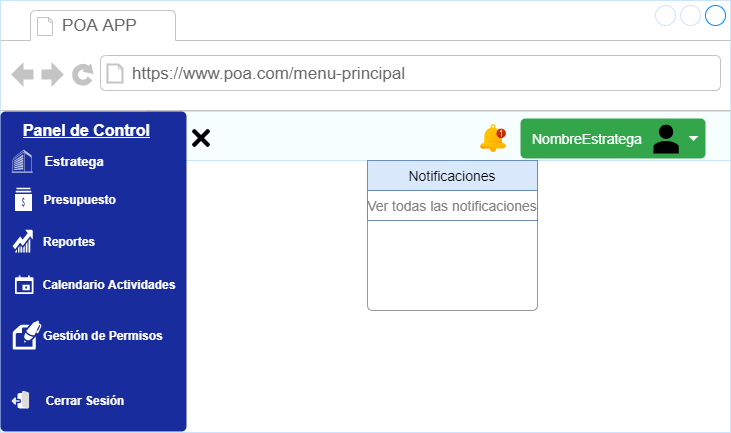 POA APP
https://www.poa.com/menu-principal
Panel de Control
Estratega
Presupuesto
$
Reportes
Calendario Actividades
Gestión de Permisos
Cerrar Sesión
1
NombreEstratega
Notificaciones
Ver todas las notificaciones